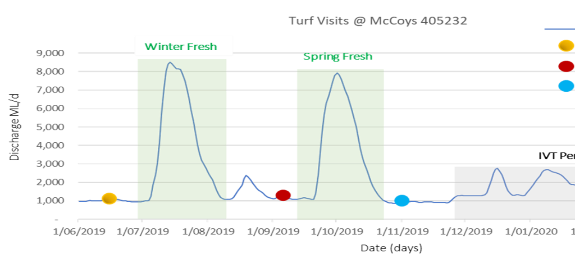 Turf Visits @ McCoys 405232
Winter Fresh
Spring Fresh
IVT Per
Discharge ML/d
9,000
8,000
7,000
6,000
5,000
4,000
3,000
2,000
1,000
-
1/06/2019 1/07/2019 1/08/2019 1/09/2019 1/10/2019 1/11/2019 1/12/2019 1/01/2020 1
Date (days)